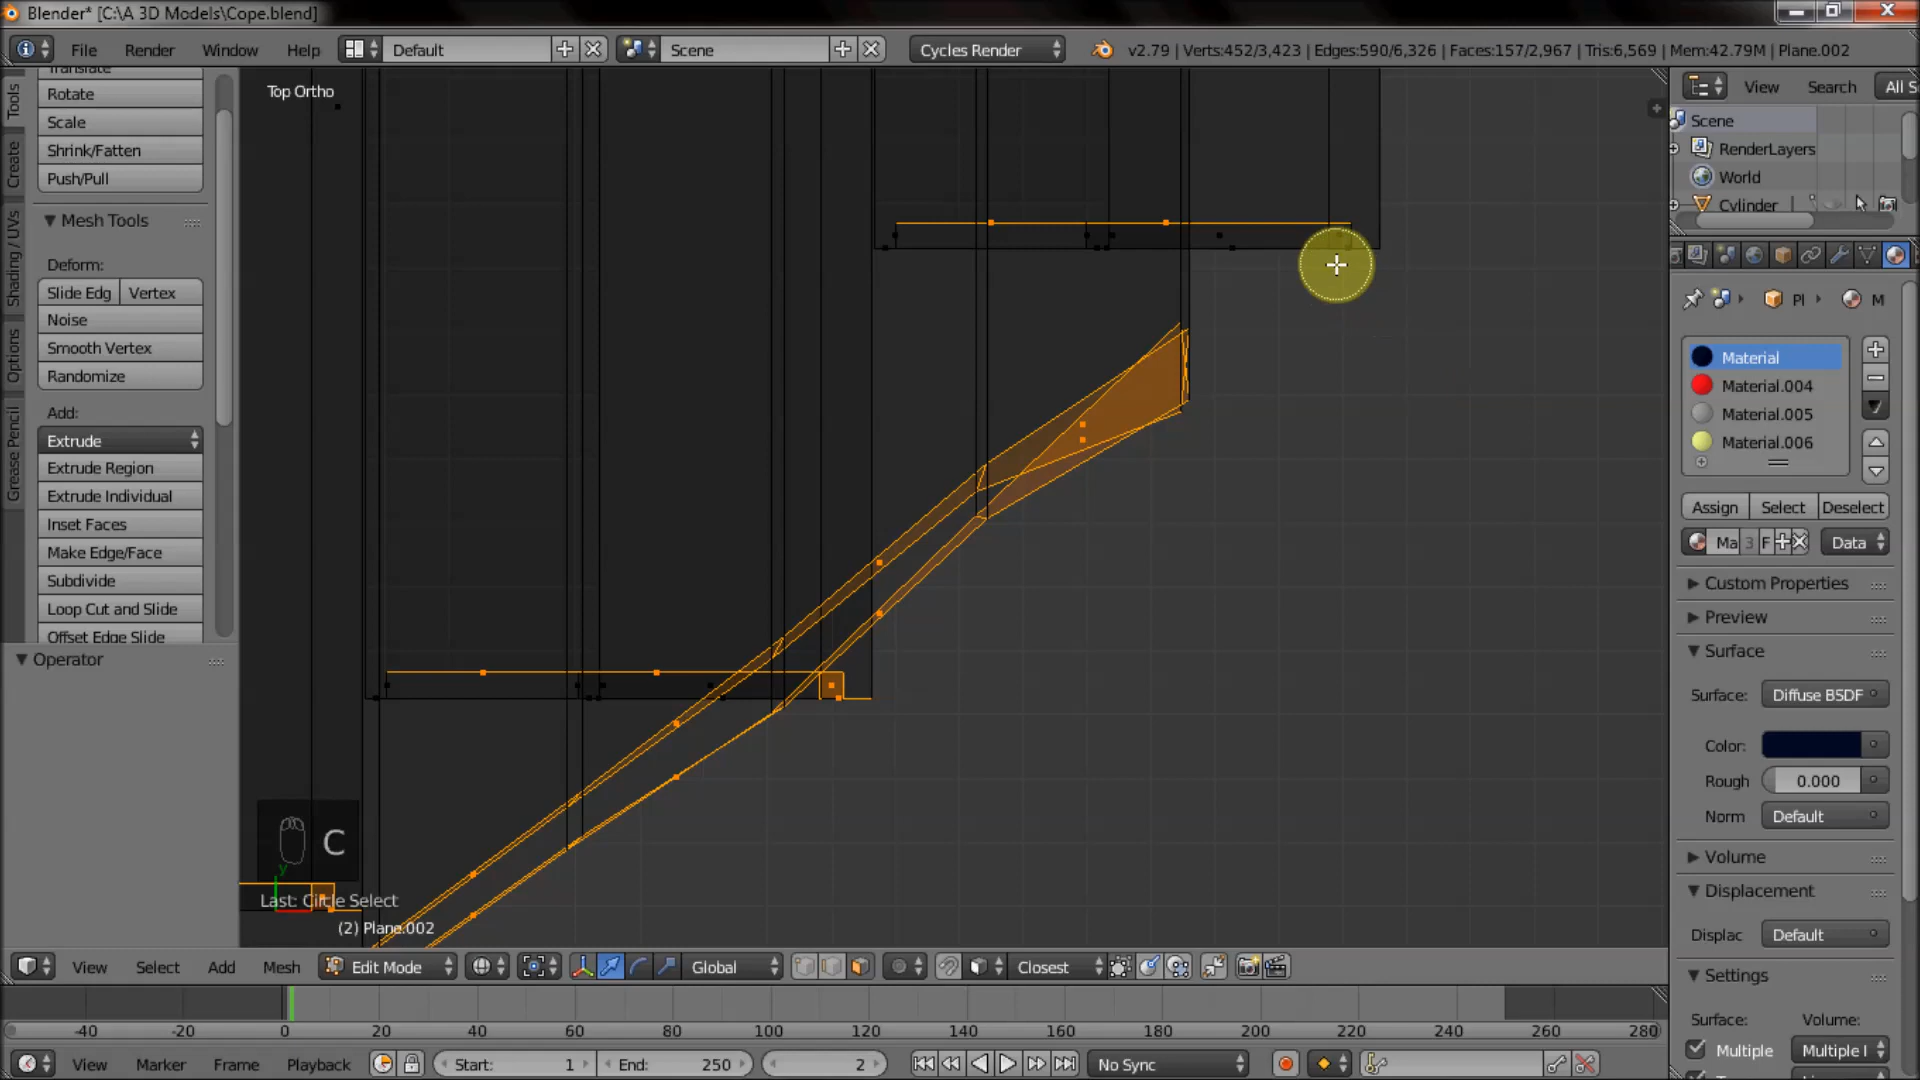 Blender* [C:\A 3D Models\Cope.blend]
File Render Window Help Default Scene Cycles Render v2.79 | Verts:452/3,423 | Edges:590/6,326 | Faces:157/2,967 | Tris:6,569 | Mem:42.79M | Plane.002
Tools
Create
Shading / UVs
Options
Grease Pencil
Translate
Rotate
Scale
Shrink/Fatten
Push/Pull
Mesh Tools
Deform:
Slide Edg Vertex
Noise
Smooth Vertex
Randomize
Add:
Extrude
Extrude Region
Extrude Individual
Inset Faces
Make Edge/Face
Subdivide
Loop Cut and Slide
Offset Edge Slide
Operator
Top Ortho
C
y
Last: Circle Select
(2) Plane.002
View Search All S
Scene
RenderLayers
World
Cylinder
Pl M
Material
Material.004
Material.005
Material.006
Assign Select Deselect
Ma 3 F Data
Custom Properties
Preview
Surface
Surface: Diffuse BSDF
Color:
Rough 0.000
Norm Default
Volume
Displacement
Displac Default
Settings
Surface: Volume:
Multiple Multiple I
View Select Add Mesh Edit Mode Global Closest
-40 -20 0 20 40 60 80 100 120 140 160 180 200 220 240 260 280
View Marker Frame Playback Start: 1 End: 250 2 No Sync